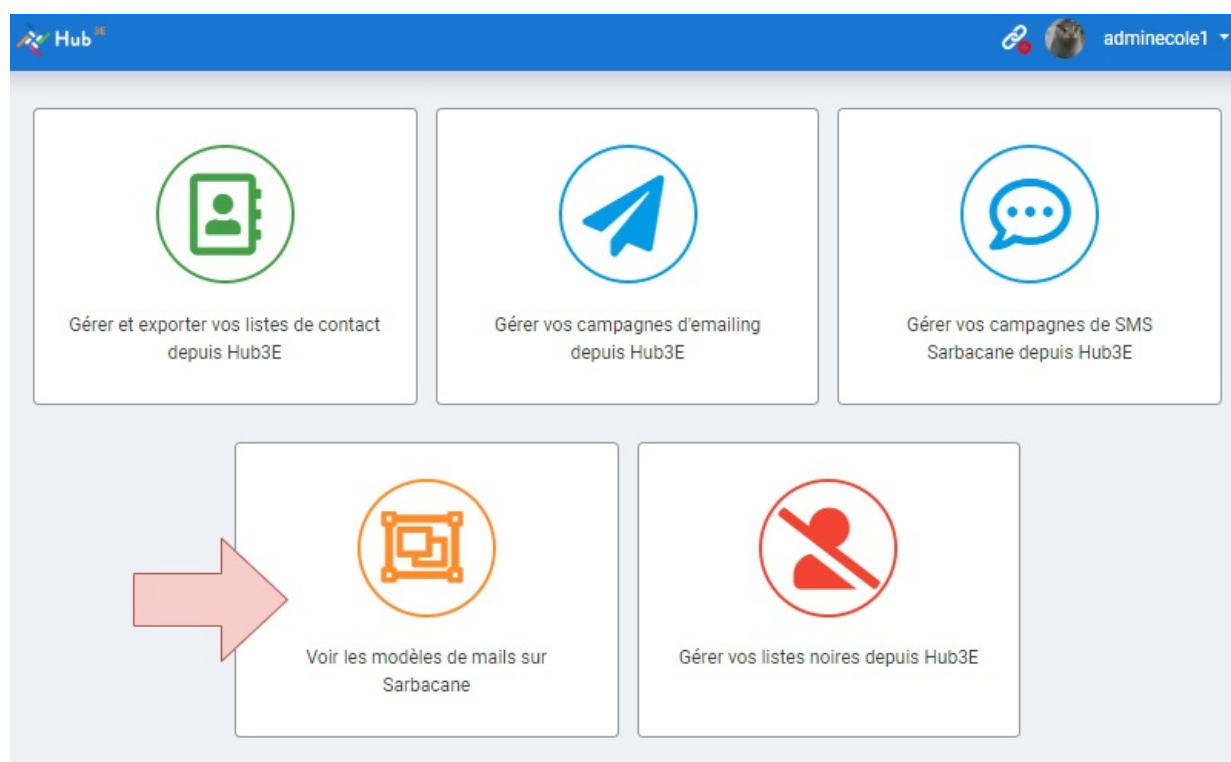 Hub 3E
adminecole1
Gérer et exporter vos listes de contact
depuis Hub3E
Gérer vos campagnes d'emailing
depuis Hub3E
Gérer vos campagnes de SMS
Sarbacane depuis Hub3E
Voir les modèles de mails sur
Sarbacane
Gérer vos listes noires depuis Hub3E